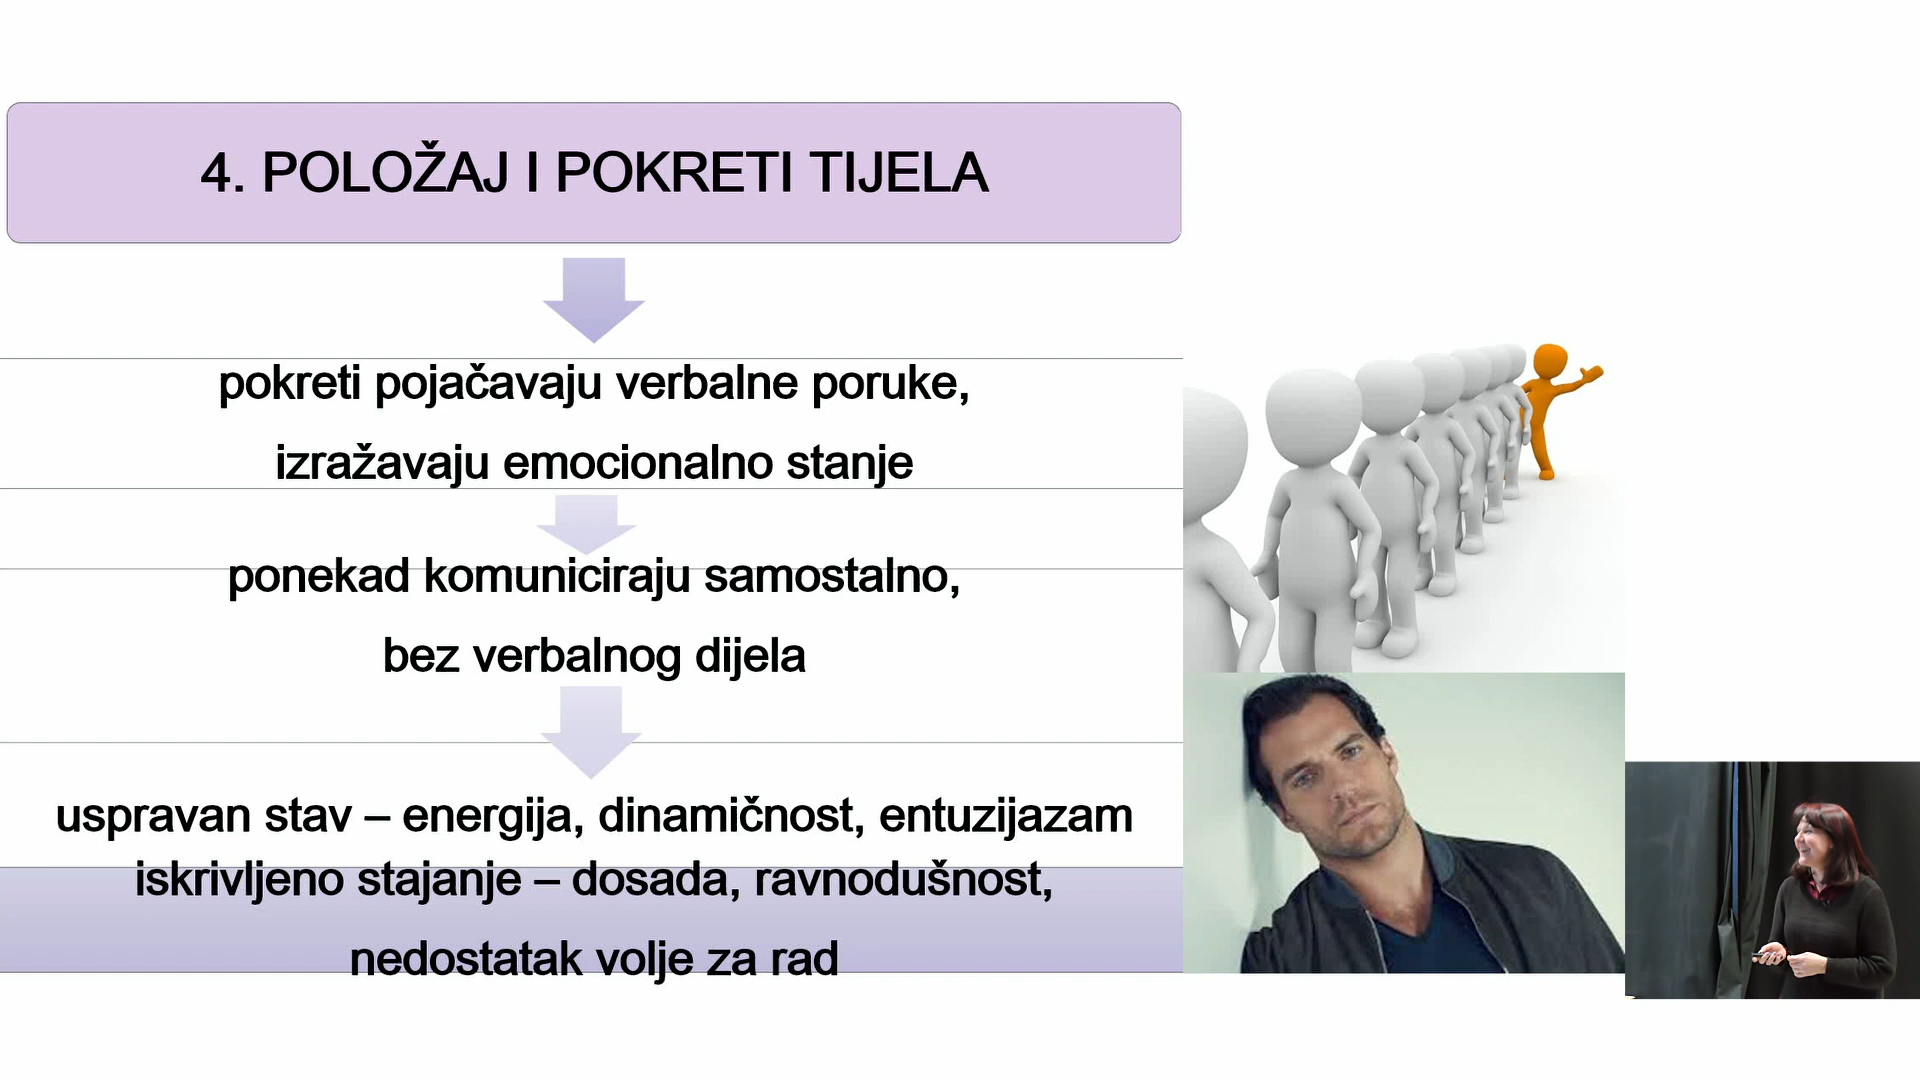 4. POLOŽAJ I POKRETI TIJELA
pokreti pojačavaju verbalne poruke,
izražavaju emocionalno stanje
ponekad komuniciraju samostalno,
bez verbalnog dijela
uspravan stav – energija, dinamičnost, entuzijazam
iskrivljeno stajanje – dosada, ravnodušnost,
nedostatak volje za rad